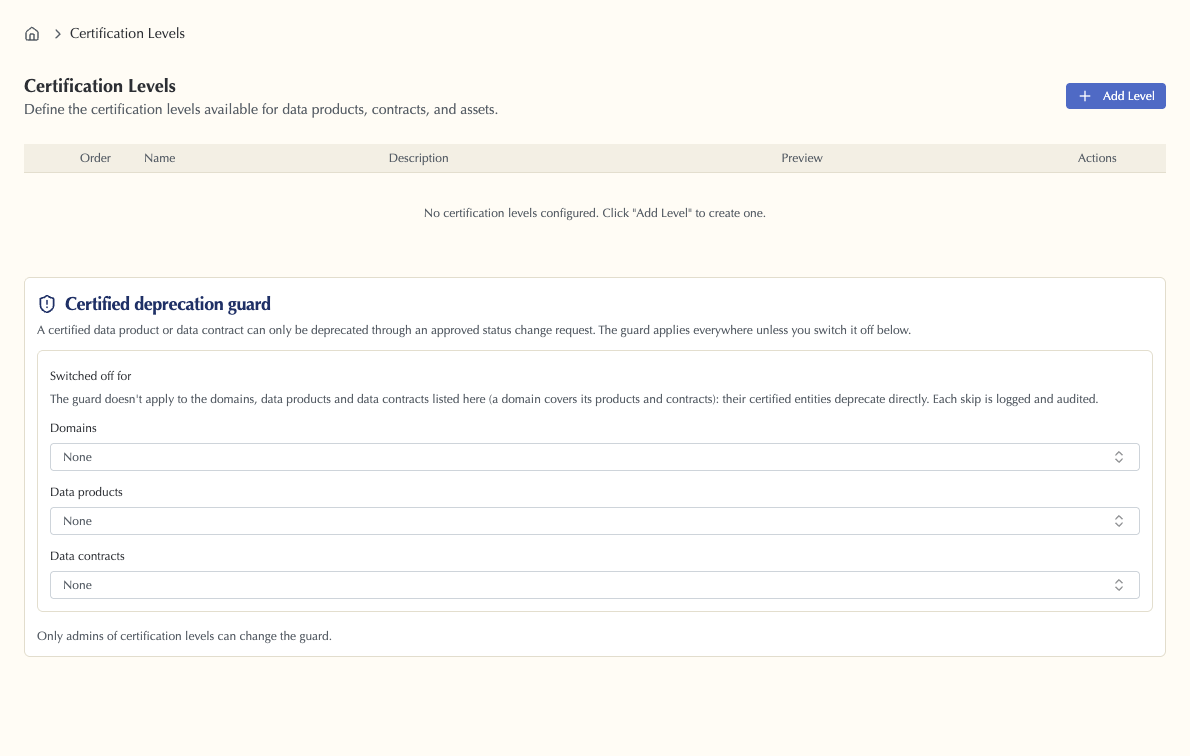 Certification Levels
Certification Levels
Define the certification levels available for data products, contracts, and assets.
Add Level
Order Name Description Preview Actions
No certification levels configured. Click "Add Level" to create one.
Certified deprecation guard
A certified data product or data contract can only be deprecated through an approved status change request. The guard applies everywhere unless you switch it off below.
Switched off for
The guard doesn't apply to the domains, data products and data contracts listed here (a domain covers its products and contracts): their certified entities deprecate directly. Each skip is logged and audited.
Domains
None
Data products
None
Data contracts
None
Only admins of certification levels can change the guard.